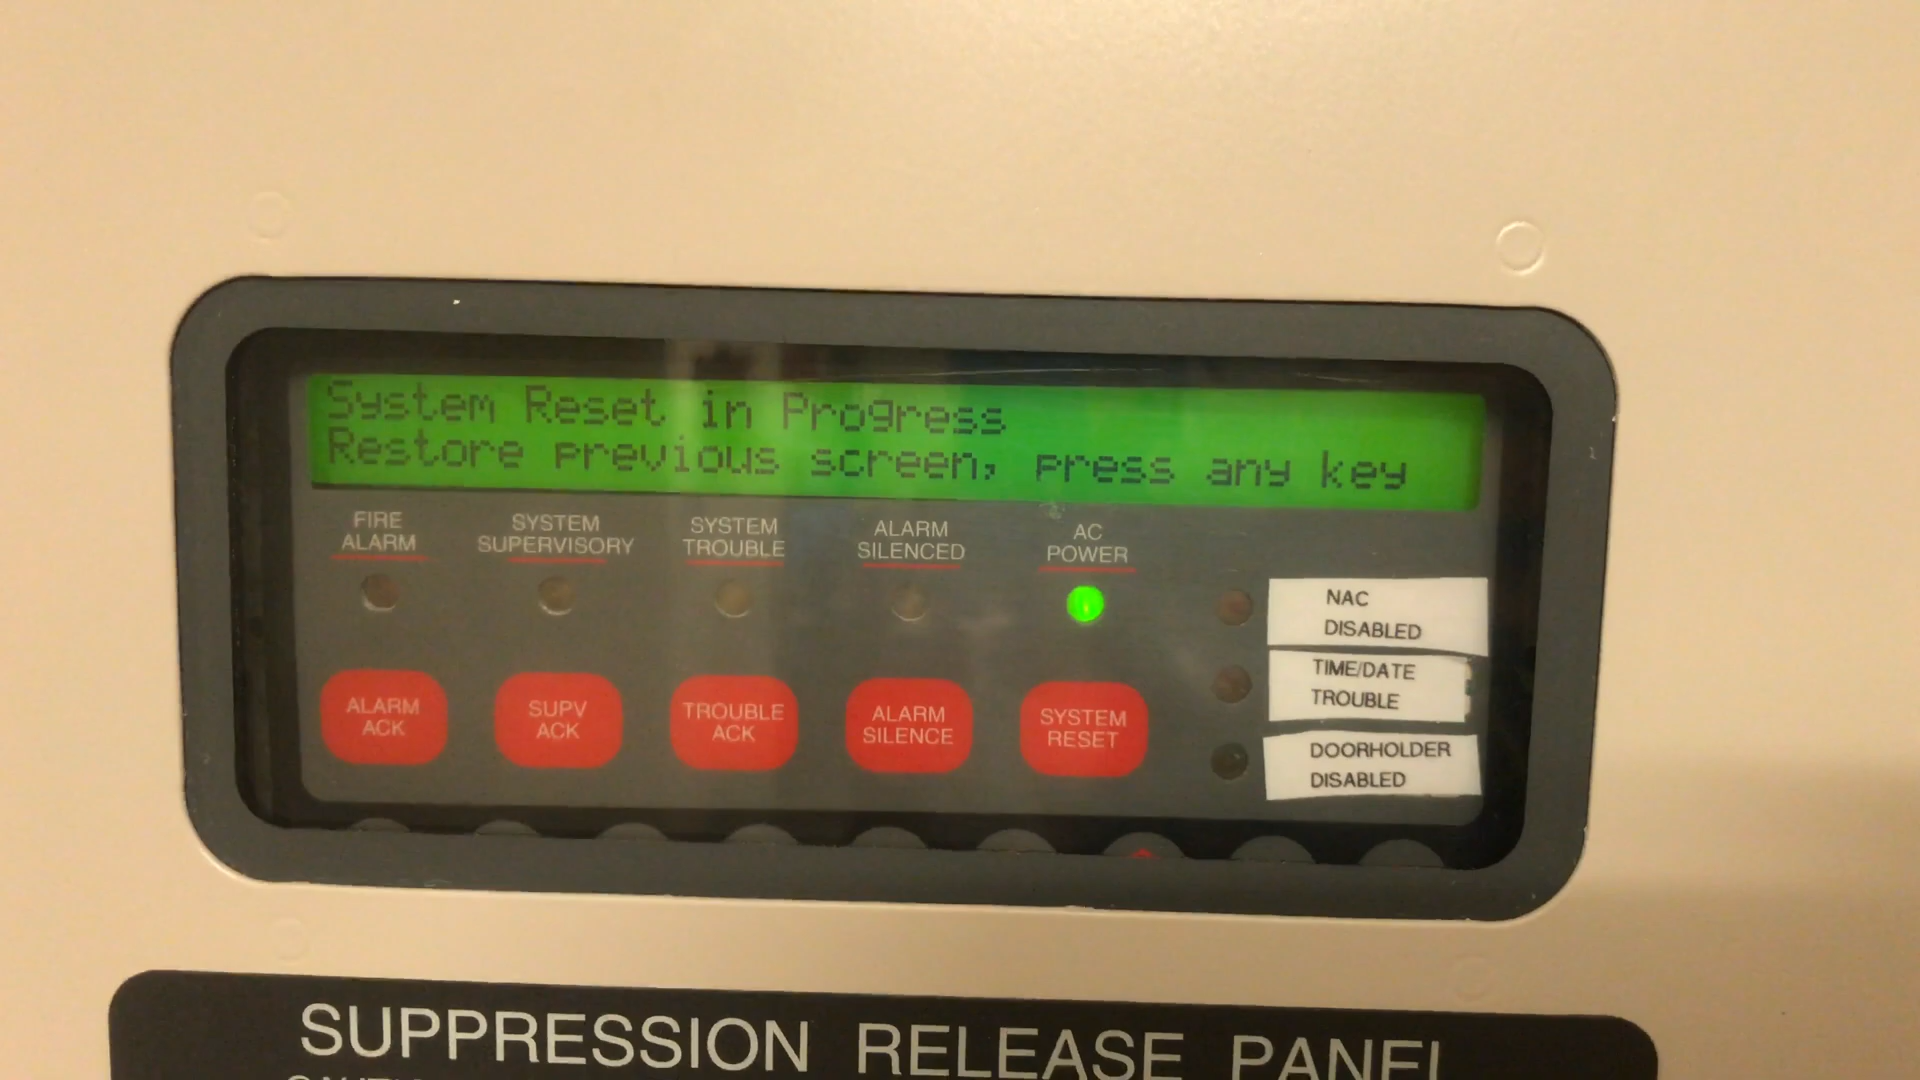 System Reset in Progress
Restore previous screen, press any key
FIRE
ALARM
SYSTEM
SUPERVISORY
SYSTEM
TROUBLE
ALARM
SILENCED
AC
POWER
NAC
DISABLED
TIME/DATE
TROUBLE
DOORHOLDER
DISABLED
ALARM
ACK
SUPV
ACK
TROUBLE
ACK
ALARM
SILENCE
SYSTEM
RESET
SUPPRESSION RELEASE PANEL